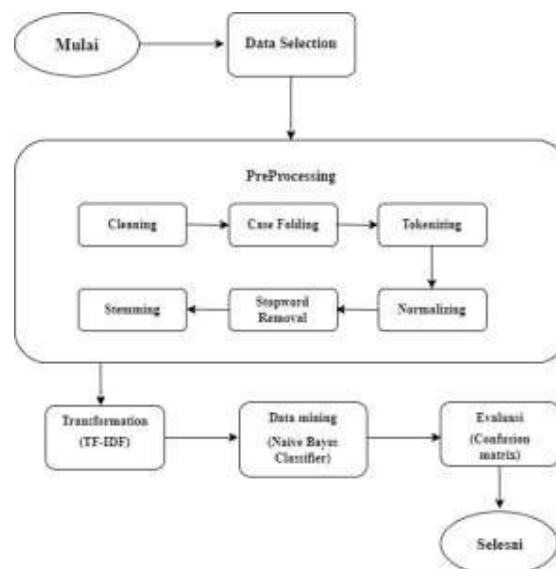 Mulai
Data Selection
PreProcessing
Cleaning
Case Folding
Tokenizing
Stemming
Stopword
Removal
Normalizing
Transformation
(TF-IDF)
Data mining
(Naive Bayes
Classifier)
Evaluasi
(Confusion
matrix)
Selesai